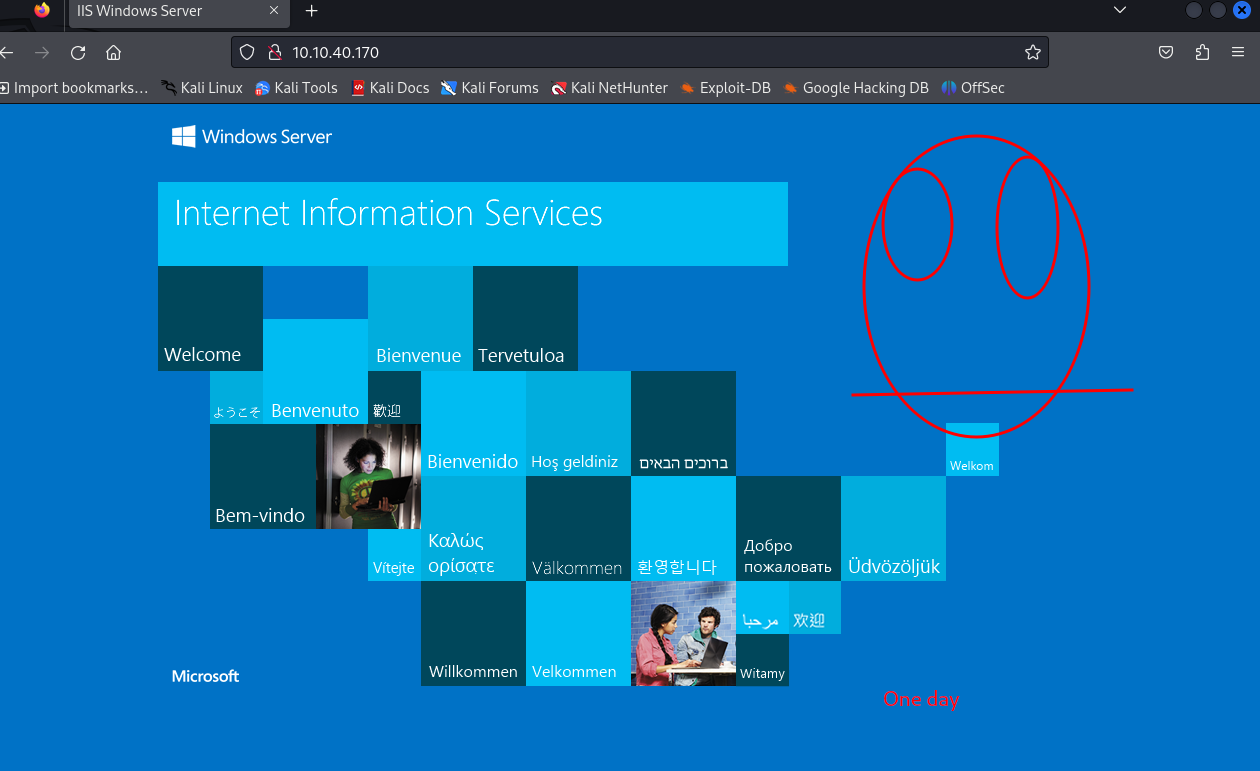 IIS Windows Server
10.10.40.170
Import bookmarks…
Kali Linux
Kali Tools
Kali Docs
Kali Forums
Kali NetHunter
Exploit-DB
Google Hacking DB
OffSec
Windows Server
Internet Information Services
Welcome
Bienvenue
Tervetuloa
ようこそ
Benvenuto
歡迎
Bienvenido
Hoş geldiniz
ברוכים הבאים
Welkom
Bem-vindo
Vítejte
Καλώς
ορίσατε
Välkommen
환영합니다
Добро
пожаловать
Üdvözöljük
Willkommen
Velkommen
مرحبا
欢迎
Witamy
Microsoft
One day